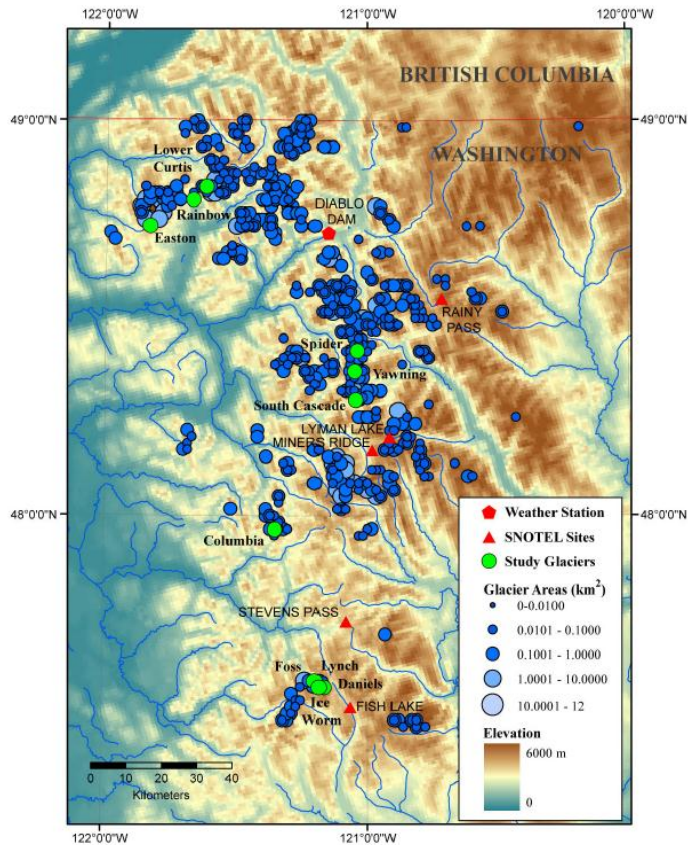 122°0'0"W
121°0'0"W
120°0'0"W
BRITISH COLUMBIA
49°0'0"N
49°0'0"N
WASHINGTON
Lower
Curtis
Rainbow
Easton
DIABLO
DAM
RAINY
PASS
Spider
Yawning
South Cascade
LYMAN LAKE
MINERS RIDGE
48°0'0"N
48°0'0"N
Columbia
STEVENS PASS
Foss
Lynch
Daniels
Ice
Worm
FISH LAKE
Weather Station
SNOTEL Sites
Study Glaciers
Glacier Areas (km²)
0-0.0100
0.0101 - 0.1000
0.1001 - 1.0000
1.0001 - 10.0000
10.0001 - 12
Elevation
6000 m
0
0 10 20 30 40
Kilometers
122°0'0"W
121°0'0"W
120°0'0"W